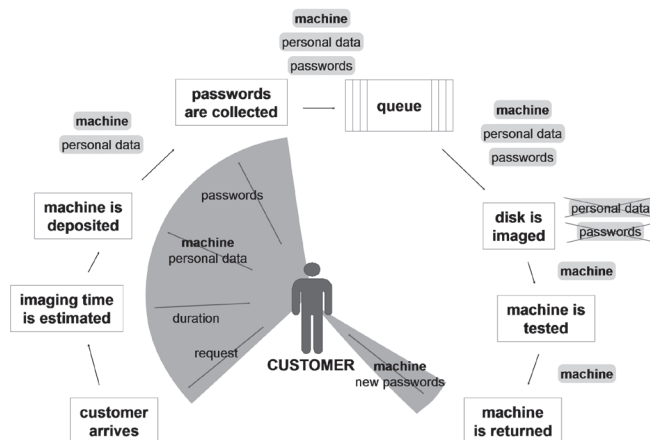 machine
personal data
passwords
passwords
are collected
queue
machine
personal data
machine
personal data
passwords
machine is
deposited
passwords
machine
personal data
disk is
imaged
personal data
passwords
machine
imaging time
is estimated
duration
machine is
tested
request
CUSTOMER
machine
new passwords
machine
customer
arrives
machine
is returned